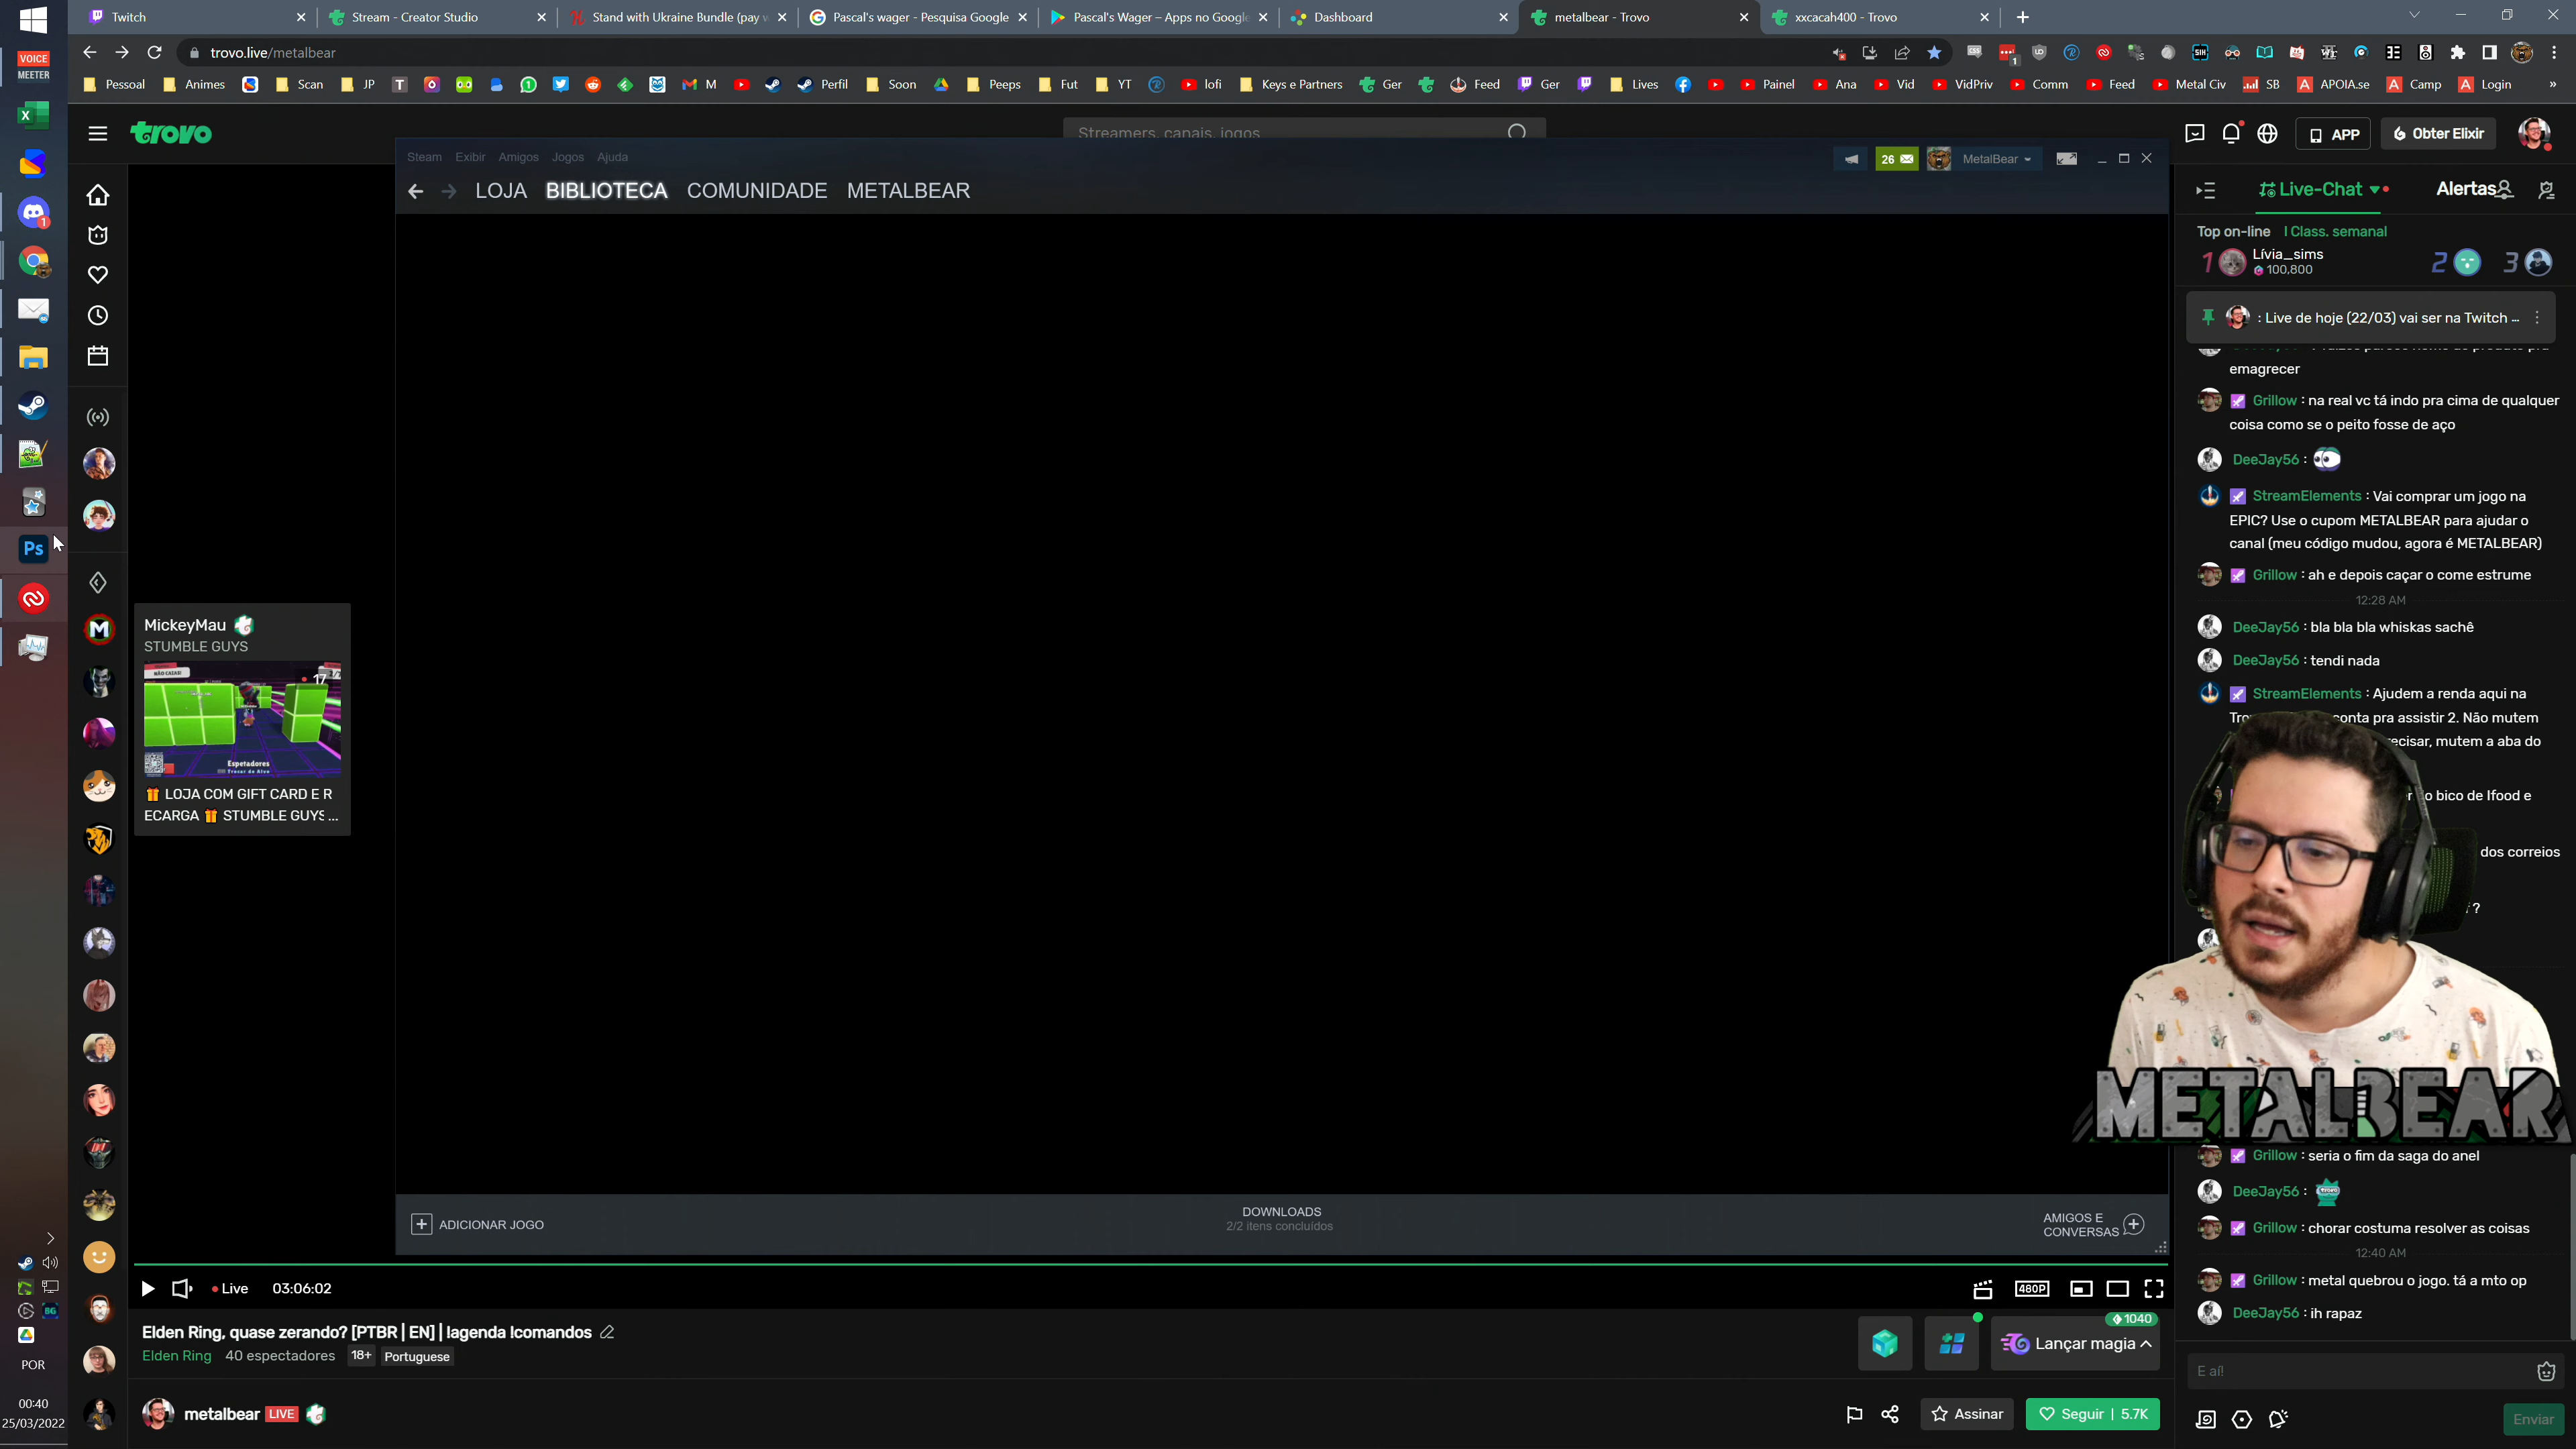 Twitch
Stream - Creator Studio
Stand with Ukraine Bundle (pay w
Pascal's wager - Pesquisa Google
Pascal's Wager – Apps no Google
Dashboard
metalbear - Trovo
xxcacah400 - Trovo
trovo.live/metalbear
Pessoal
Animes
Scan
JP
M
Perfil
Soon
Peeps
Fut
YT
lofi
Keys e Partners
Ger
Feed
Ger
Lives
Painel
Ana
Vid
VidPriv
Comm
Feed
Metal Civ
SB
APOIA.se
Camp
Login
VOICE
MEETER
trovo
Streamers, canais, jogos
APP
Obter Elixir
Steam
Exibir
Amigos
Jogos
Ajuda
26
MetalBear
LOJA
BIBLIOTECA
COMUNIDADE
METALBEAR
Live-Chat
Alertas
Top on-line
| Class. semanal
1
Lívia_sims
100,800
2
3
: Live de hoje (22/03) vai ser na Twitch ...
emagrecer
Grillow : na real vc tá indo pra cima de qualquer
coisa como se o peito fosse de aço
DeeJay56 :
StreamElements : Vai comprar um jogo na
EPIC? Use o cupom METALBEAR para ajudar o
canal (meu código mudou, agora é METALBEAR)
Grillow : ah e depois caçar o come estrume
12:28 AM
DeeJay56 : bla bla bla whiskas sachê
DeeJay56 : tendi nada
StreamElements : Ajudem a renda aqui na
conta pra assistir 2. Não mutem
mutem a aba do
bico de Ifood e
dos correios
?
METALBEAR
Grillow : seria o fim da saga do anel
DeeJay56 :
Grillow : chorar costuma resolver as coisas
12:40 AM
Grillow : metal quebrou o jogo. tá a mto op
DeeJay56 : ih rapaz
E aí!
Enviar
Ps
MickeyMau
STUMBLE GUYS
NÃO CAIA!
17
Espetadores
Trocar de Alvo
LOJA COM GIFT CARD E R
ECARGA
STUMBLE GUYS ...
ADICIONAR JOGO
DOWNLOADS
2/2 itens concluídos
AMIGOS E
CONVERSAS
Live
03:06:02
480P
Elden Ring, quase zerando? [PTBR | EN] | !agenda !comandos
Elden Ring
40 espectadores
18+
Portuguese
1040
Lançar magia
metalbear
LIVE
Assinar
Seguir | 5.7K
POR
00:40
25/03/2022